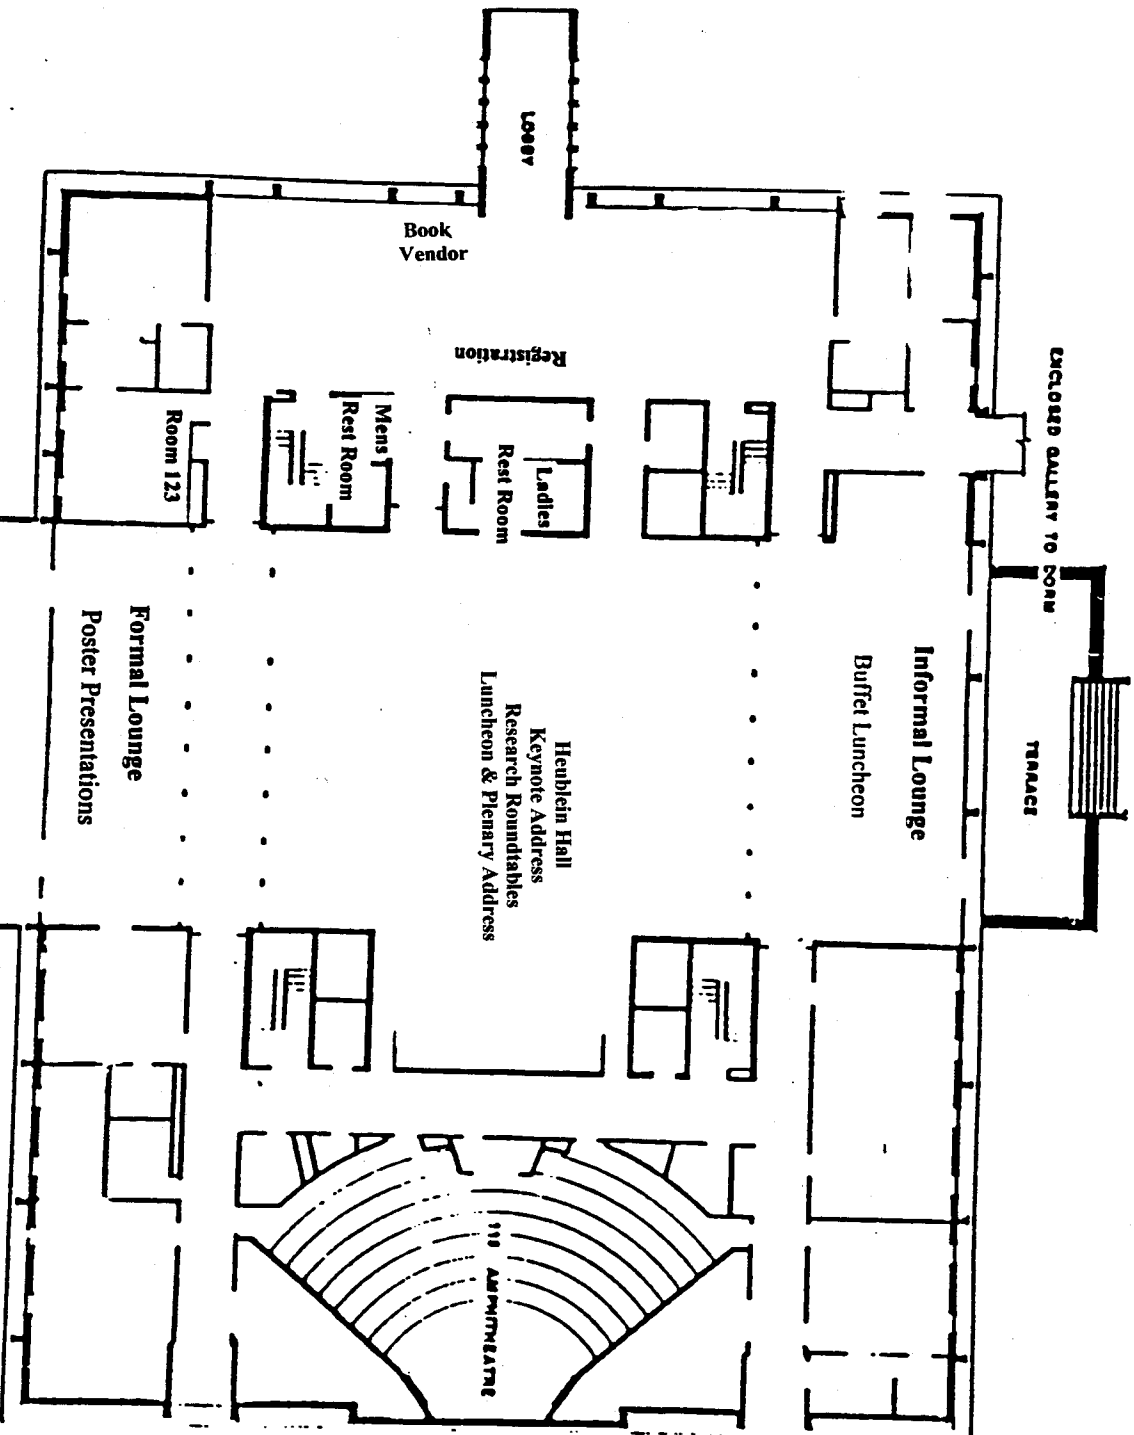 LOBBY
Book
Vendor
Registration
ENCLOSED GALLERY TO DORM
Mens
Rest Room
Ladies
Rest Room
Room 123
TERRACE
Informal Lounge
Buffet Luncheon
Formal Lounge
Poster Presentations
Heublein Hall
Keynote Address
Research Roundtables
Luncheon & Plenary Address
AMPHITHEATRE